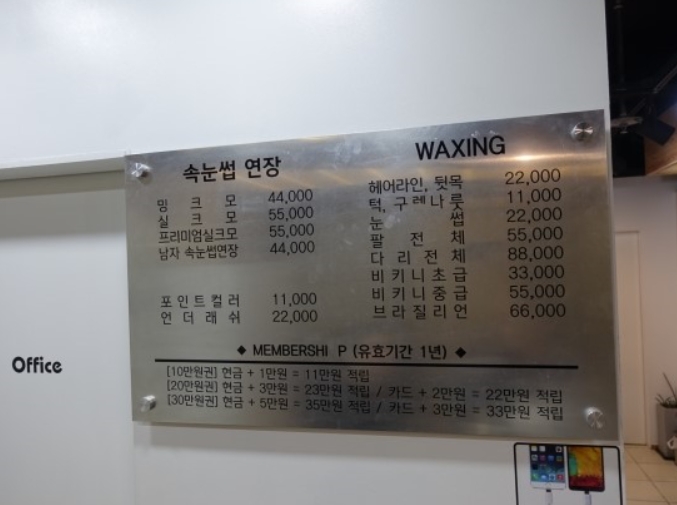 속눈썹 연장
밍 크 모 44,000
실 크 모 55,000
프리미엄실크모 55,000
남자 속눈썹연장 44,000
포인트컬러 11,000
언더래쉬 22,000
WAXING
헤어라인, 뒷목 22,000
턱, 구레나룻 11,000
눈 썹 22,000
팔 전 체 55,000
다 리 전 체 88,000
비키니초급 33,000
비키니중급 55,000
브라질리언 66,000
◆ MEMBERSHI P (유효기간 1년) ◆
[10만원권] 현금 + 1만원 = 11만원 적립
[20만원권] 현금 + 3만원 = 23만원 적립 / 카드 + 2만원 = 22만원 적립
[30만원권] 현금 + 5만원 = 35만원 적립 / 카드 + 3만원 = 33만원 적립
Office